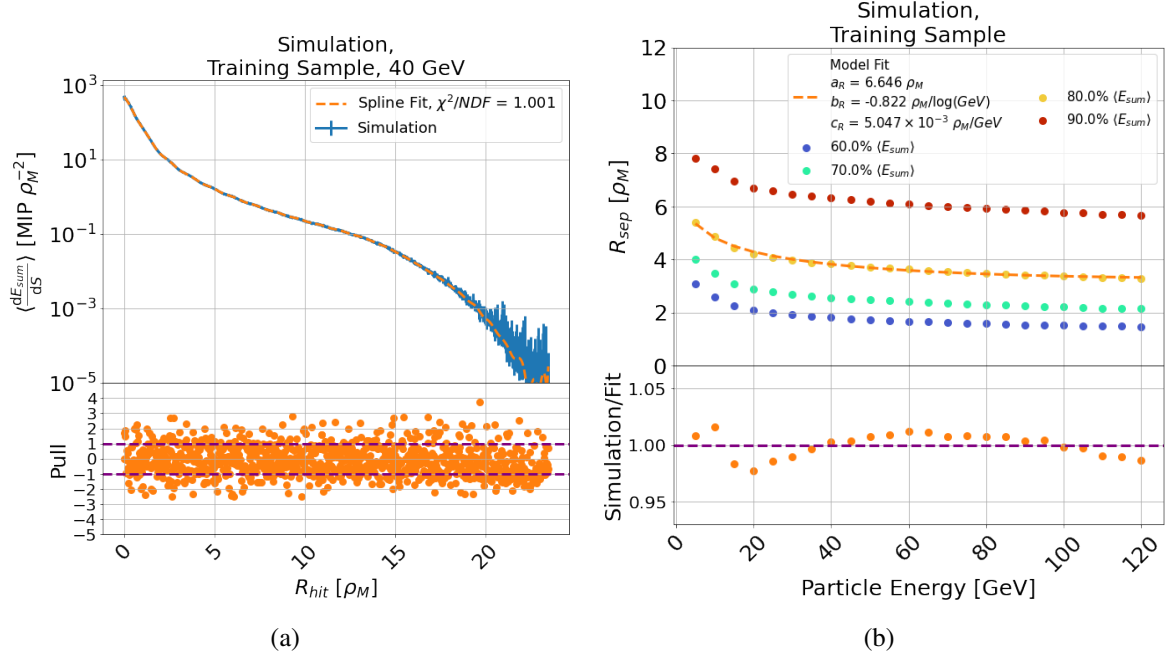 Simulation,
Training Sample, 40 GeV
10³
10¹
10⁻¹
10⁻³
10⁻⁵
⟨dE_sum/dS⟩ [MIP ρ_M⁻²]
Spline Fit, χ²/NDF = 1.001
Simulation
4
3
2
1
0
−1
−2
−3
−4
−5
Pull
0
5
10
15
20
R_hit [ρ_M]
(a)
Simulation,
Training Sample
12
10
8
6
4
2
0
R_sep [ρ_M]
Model Fit
a_R = 6.646 ρ_M
b_R = -0.822 ρ_M/log(GeV)
c_R = 5.047 × 10⁻³ ρ_M/GeV
60.0% ⟨E_sum⟩
70.0% ⟨E_sum⟩
80.0% ⟨E_sum⟩
90.0% ⟨E_sum⟩
1.05
1.00
0.95
Simulation/Fit
0
20
40
60
80
100
120
Particle Energy [GeV]
(b)